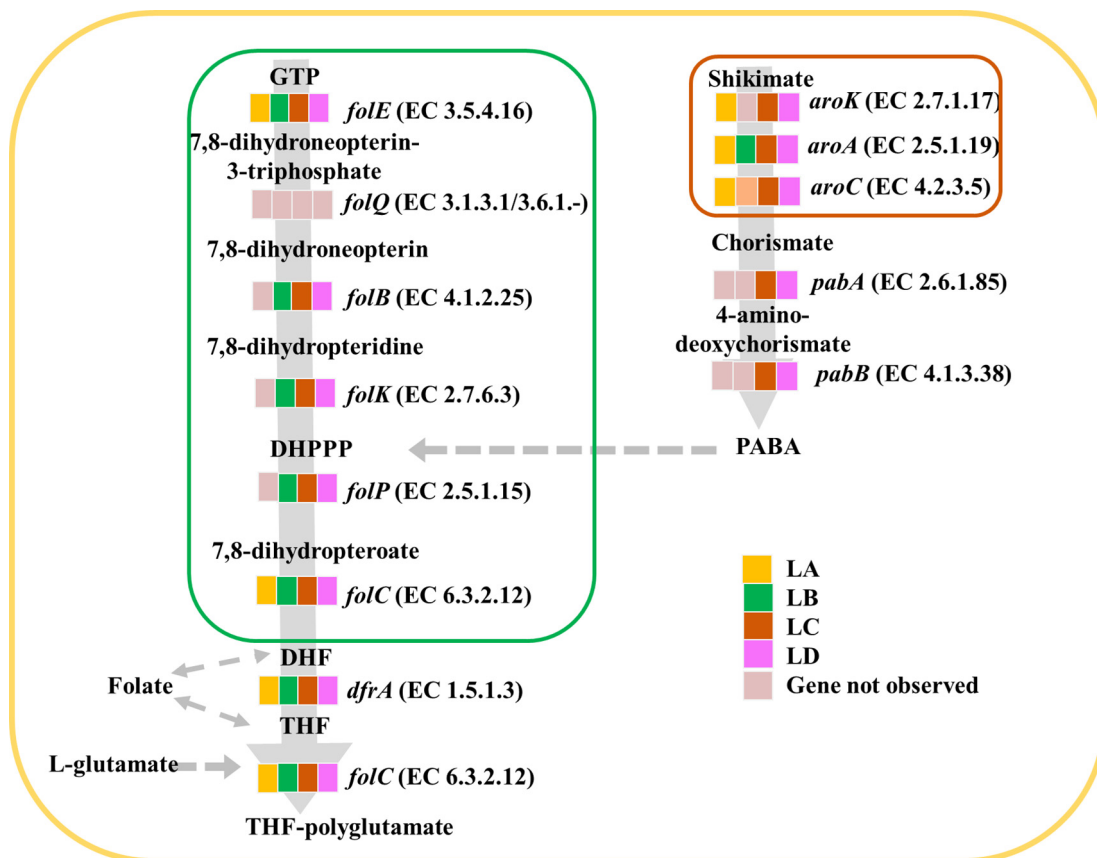 GTP
folE (EC 3.5.4.16)
7,8-dihydroneopterin-
3-triphosphate
folQ (EC 3.1.3.1/3.6.1.-)
7,8-dihydroneopterin
folB (EC 4.1.2.25)
7,8-dihydropteridine
folK (EC 2.7.6.3)
DHPPP
folP (EC 2.5.1.15)
7,8-dihydropteroate
folC (EC 6.3.2.12)
DHF
Folate
dfrA (EC 1.5.1.3)
THF
L-glutamate
folC (EC 6.3.2.12)
THF-polyglutamate
Shikimate
aroK (EC 2.7.1.17)
aroA (EC 2.5.1.19)
aroC (EC 4.2.3.5)
Chorismate
pabA (EC 2.6.1.85)
4-amino-
deoxychorismate
pabB (EC 4.1.3.38)
PABA
LA
LB
LC
LD
Gene not observed